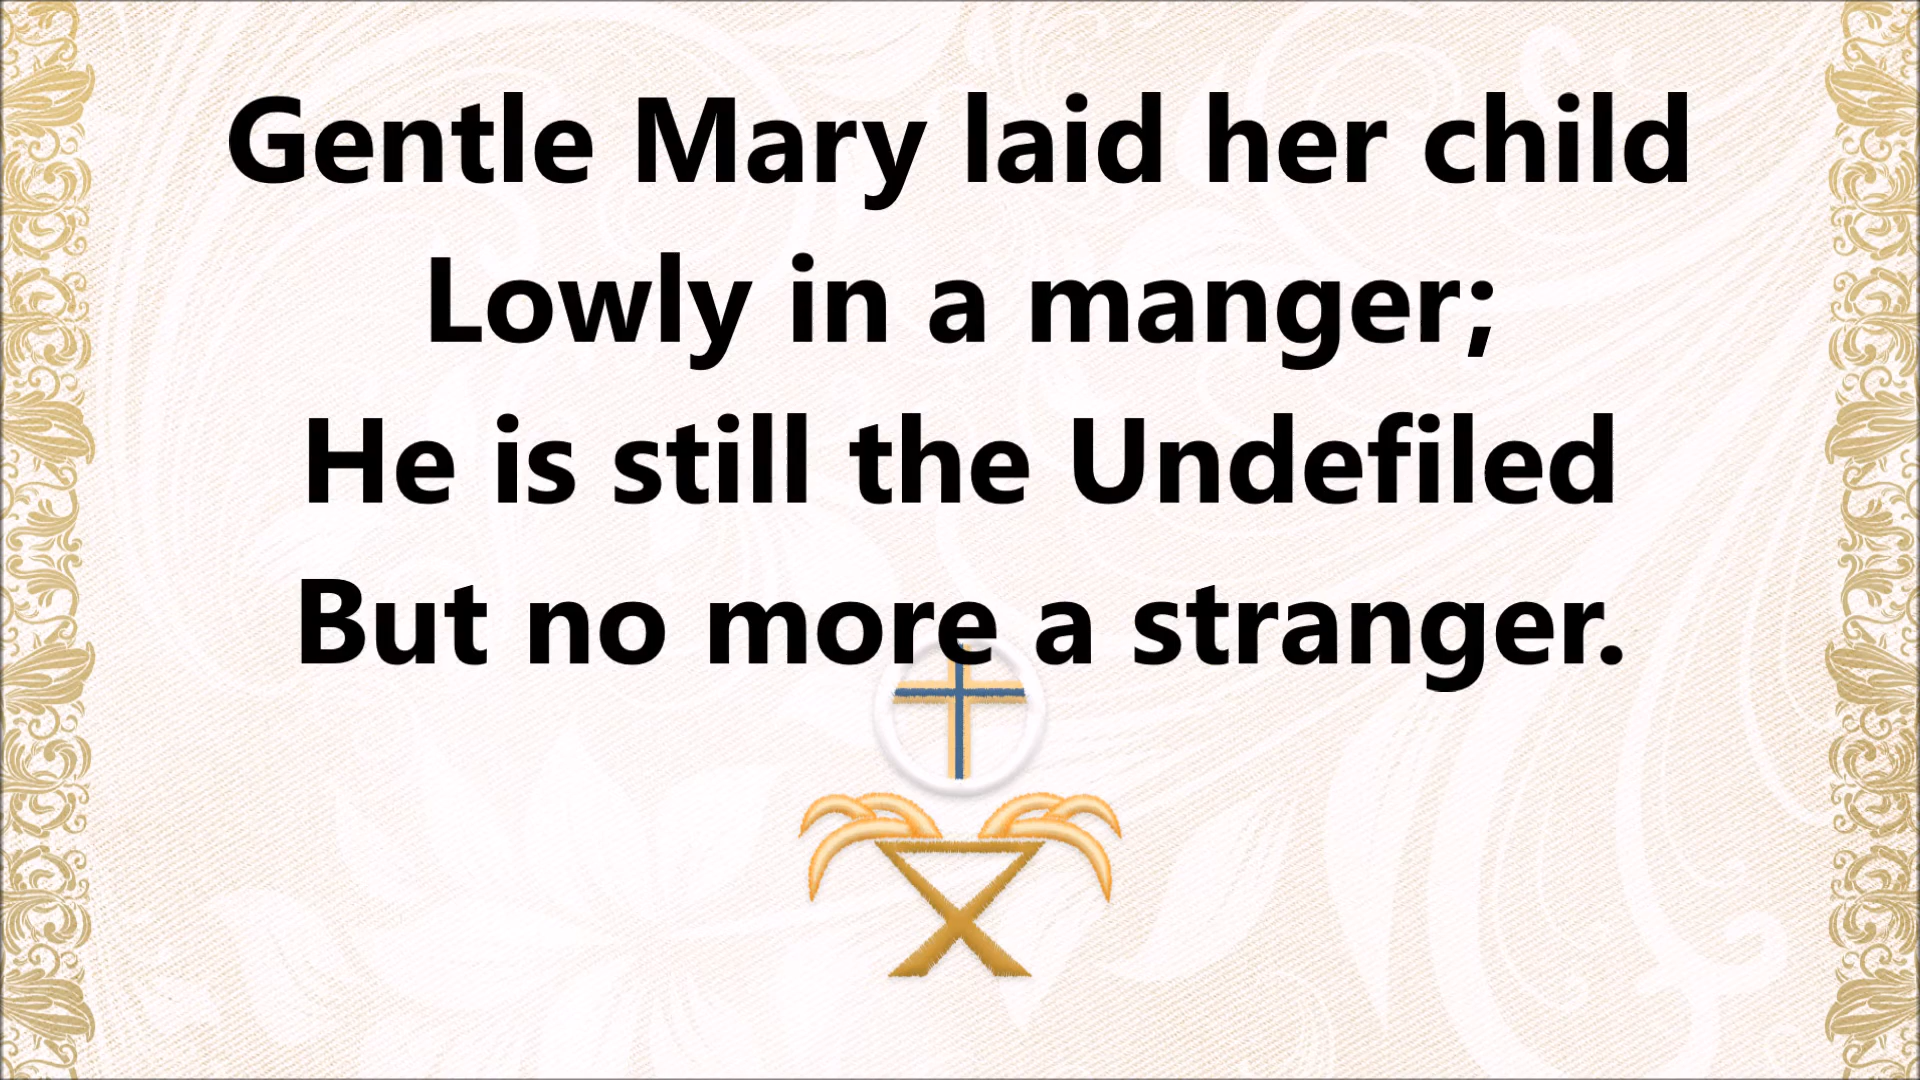 Gentle Mary laid her child
Lowly in a manger;
He is still the Undefiled
But no more a stranger.